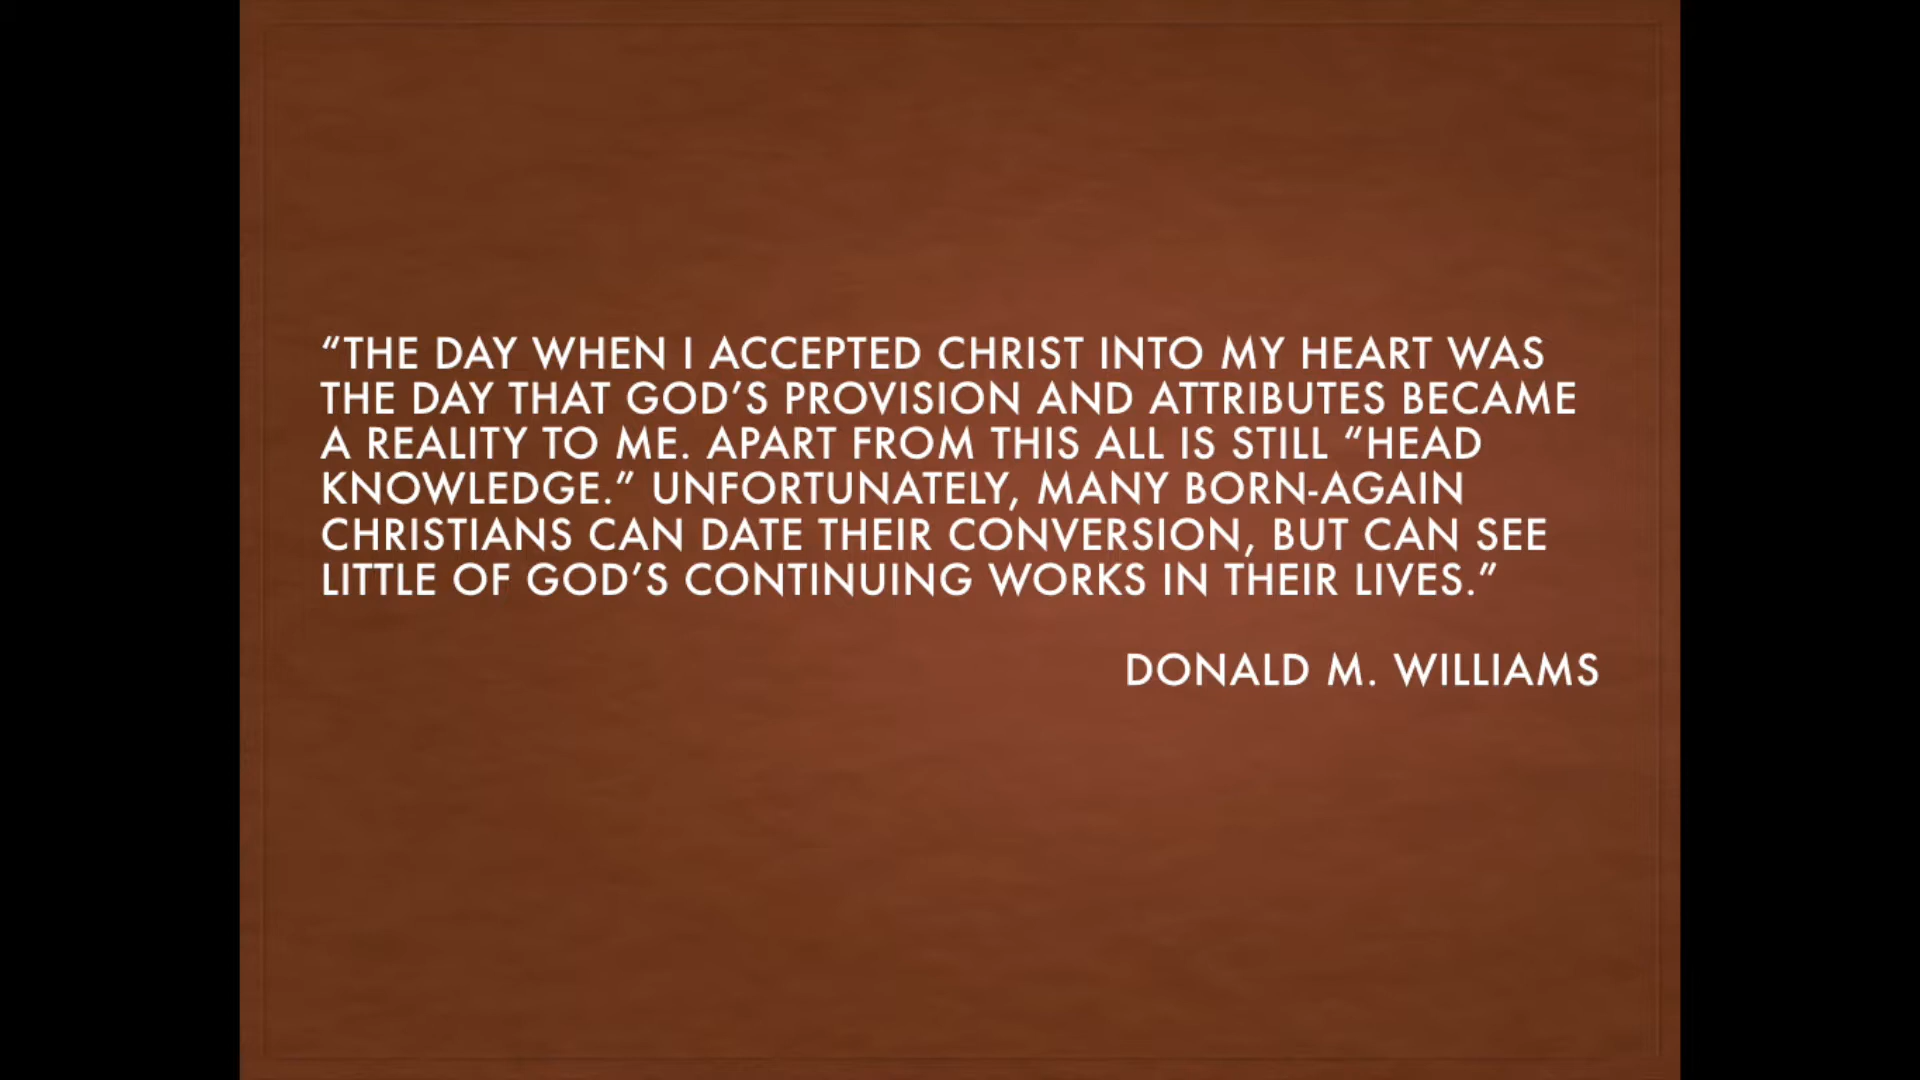 “THE DAY WHEN I ACCEPTED CHRIST INTO MY HEART WAS
THE DAY THAT GOD’S PROVISION AND ATTRIBUTES BECAME
A REALITY TO ME. APART FROM THIS ALL IS STILL “HEAD
KNOWLEDGE.” UNFORTUNATELY, MANY BORN-AGAIN
CHRISTIANS CAN DATE THEIR CONVERSION, BUT CAN SEE
LITTLE OF GOD’S CONTINUING WORKS IN THEIR LIVES.”
DONALD M. WILLIAMS